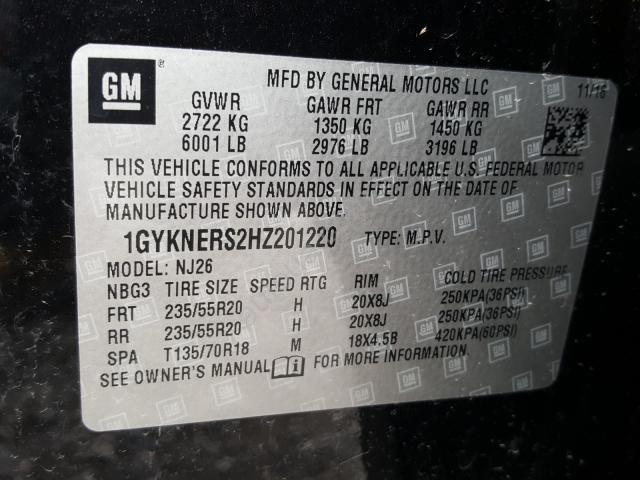 GM
MFD BY GENERAL MOTORS LLC
11/16
GVWR GAWR FRT GAWR RR
2722 KG 1350 KG 1450 KG
6001 LB 2976 LB 3196 LB
THIS VEHICLE CONFORMS TO ALL APPLICABLE U.S. FEDERAL MOTOR
VEHICLE SAFETY STANDARDS IN EFFECT ON THE DATE OF
MANUFACTURE SHOWN ABOVE.
1GYKNERS2HZ201220 TYPE: M.P.V.
MODEL: NJ26
NBG3 TIRE SIZE SPEED RTG RIM COLD TIRE PRESSURE
FRT 235/55R20 H 20X8J 250KPA(36PSI)
RR 235/55R20 H 20X8J 250KPA(36PSI)
SPA T135/70R18 M 18X4.5B 420KPA(60PSI)
SEE OWNER'S MANUAL i FOR MORE INFORMATION.